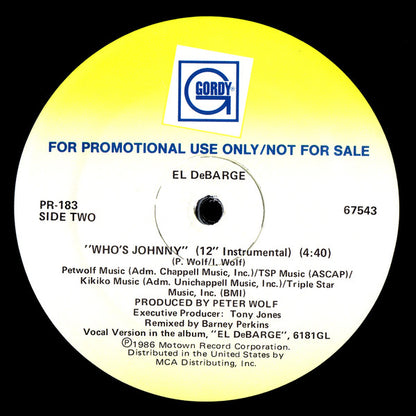 GORDY®
G
FOR PROMOTIONAL USE ONLY/NOT FOR SALE
EL DeBARGE
PR-183
SIDE TWO
67543
"WHO'S JOHNNY" (12" Instrumental) (4:40)
(P. Wolf/I. Wolf)
Petwolf Music (Adm. Chappell Music, Inc.)/TSP Music (ASCAP)/
Kikiko Music (Adm. Unichappell Music, Inc.)/Triple Star
Music, Inc. (BMI)
PRODUCED BY PETER WOLF
Executive Producer: Tony Jones
Remixed by Barney Perkins
Vocal Version in the album, "EL DeBARGE", 6181GL
Ⓟ1986 Motown Record Corporation.
Distributed in the United States by
MCA Distributing, Inc.